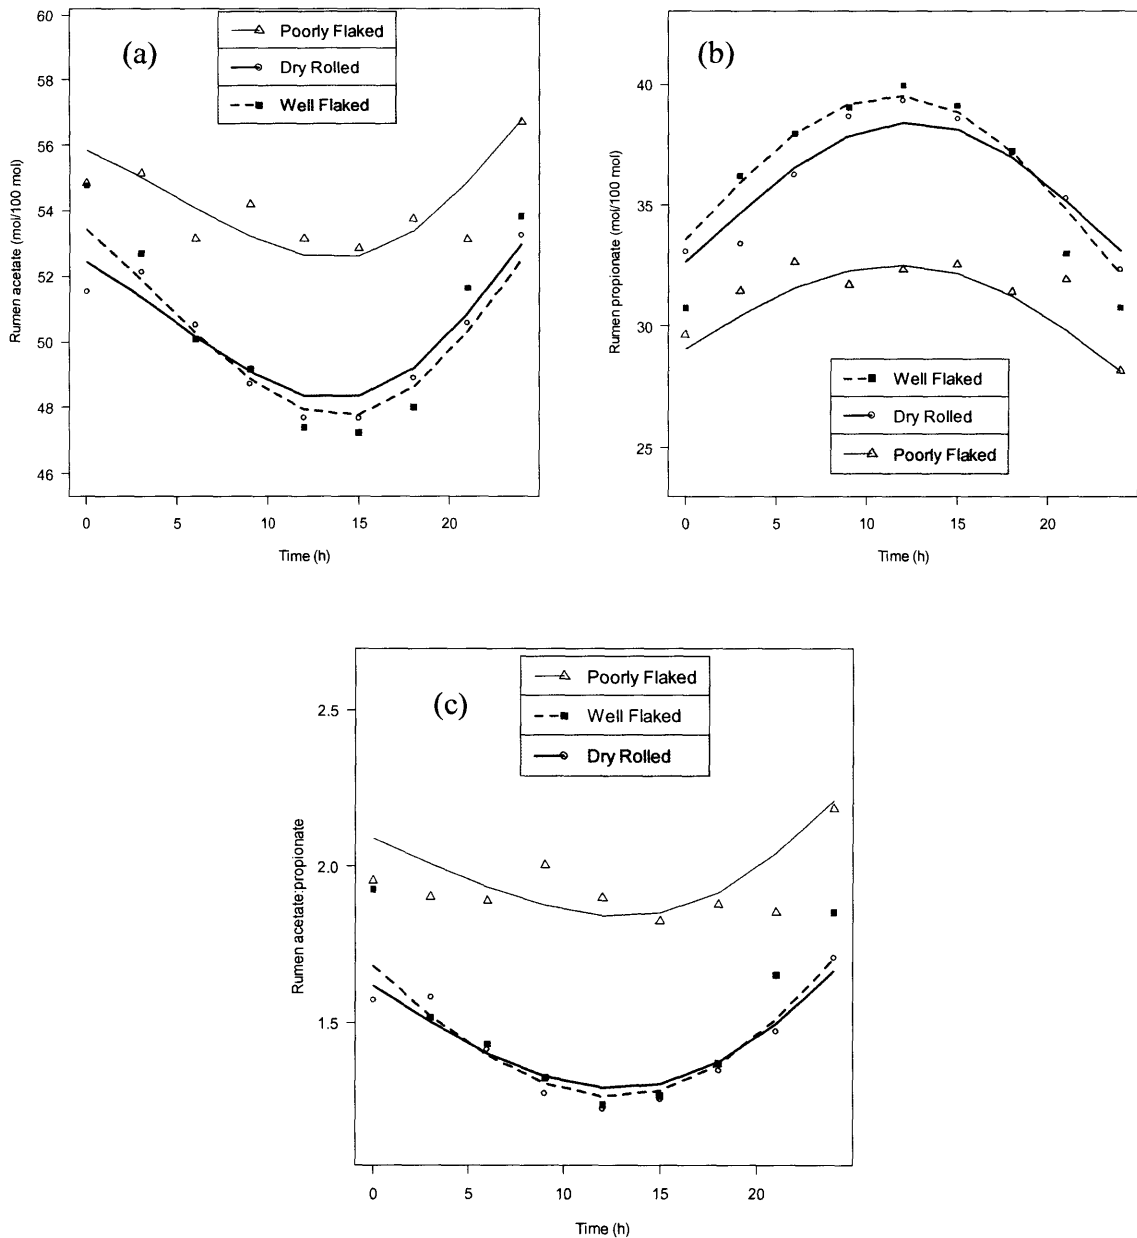 (a)
Poorly Flaked
Dry Rolled
Well Flaked
60
58
56
54
52
50
48
46
Rumen acetate (mol/100 mol)
0 5 10 15 20
Time (h)
(b)
40
35
30
25
Rumen propionate (mol/100 mol)
Well Flaked
Dry Rolled
Poorly Flaked
0 5 10 15 20
Time (h)
(c)
Poorly Flaked
Well Flaked
Dry Rolled
2.5
2.0
1.5
Rumen acetate:propionate
0 5 10 15 20
Time (h)